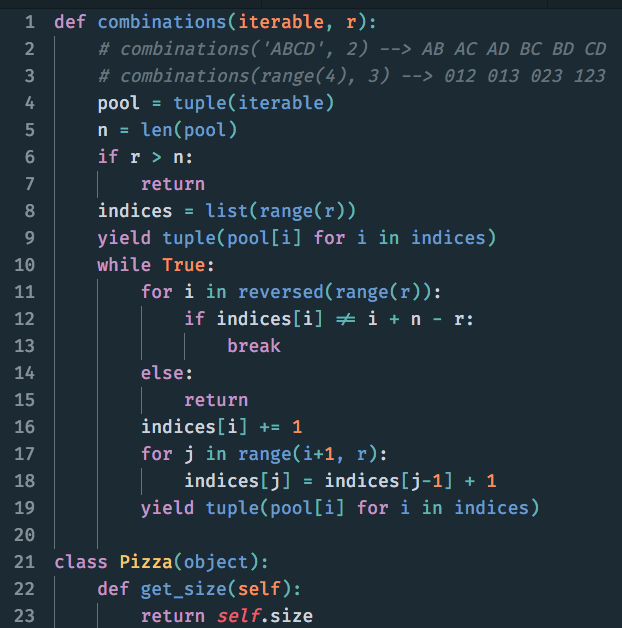 1 def combinations(iterable, r):
2     # combinations('ABCD', 2) --> AB AC AD BC BD CD
3     # combinations(range(4), 3) --> 012 013 023 123
4     pool = tuple(iterable)
5     n = len(pool)
6     if r > n:
7         return
8     indices = list(range(r))
9     yield tuple(pool[i] for i in indices)
10     while True:
11         for i in reversed(range(r)):
12             if indices[i] ≠ i + n - r:
13                 break
14         else:
15             return
16         indices[i] += 1
17         for j in range(i+1, r):
18             indices[j] = indices[j-1] + 1
19         yield tuple(pool[i] for i in indices)
20
21 class Pizza(object):
22     def get_size(self):
23         return self.size